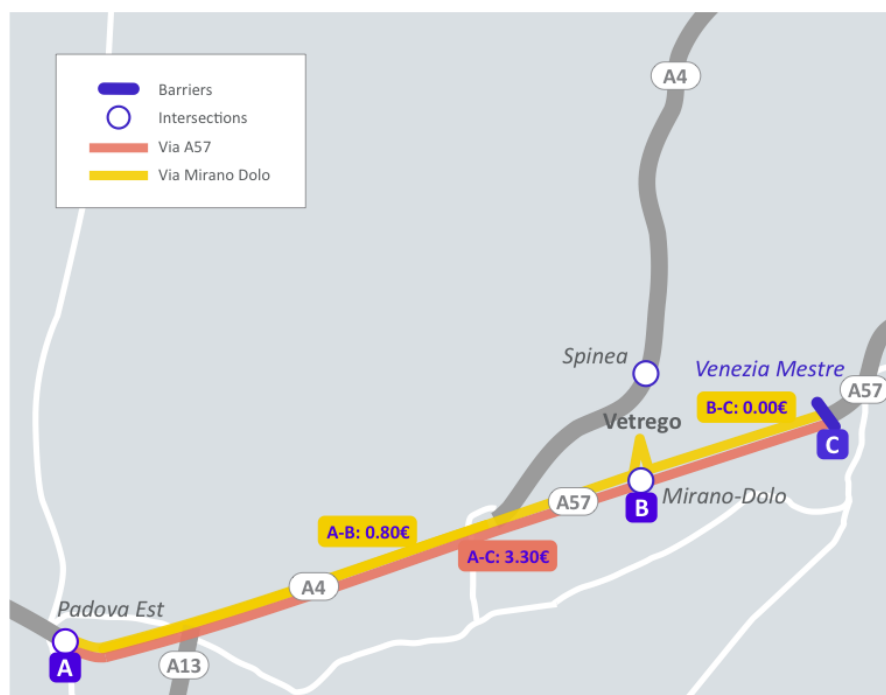 A4
Barriers
Intersections
Via A57
Via Mirano Dolo
Spinea
Venezia Mestre
A57
B-C: 0.00€
Vetrego
C
Mirano-Dolo
A57
B
A-B: 0.80€
A-C: 3.30€
A4
Padova Est
A
A13